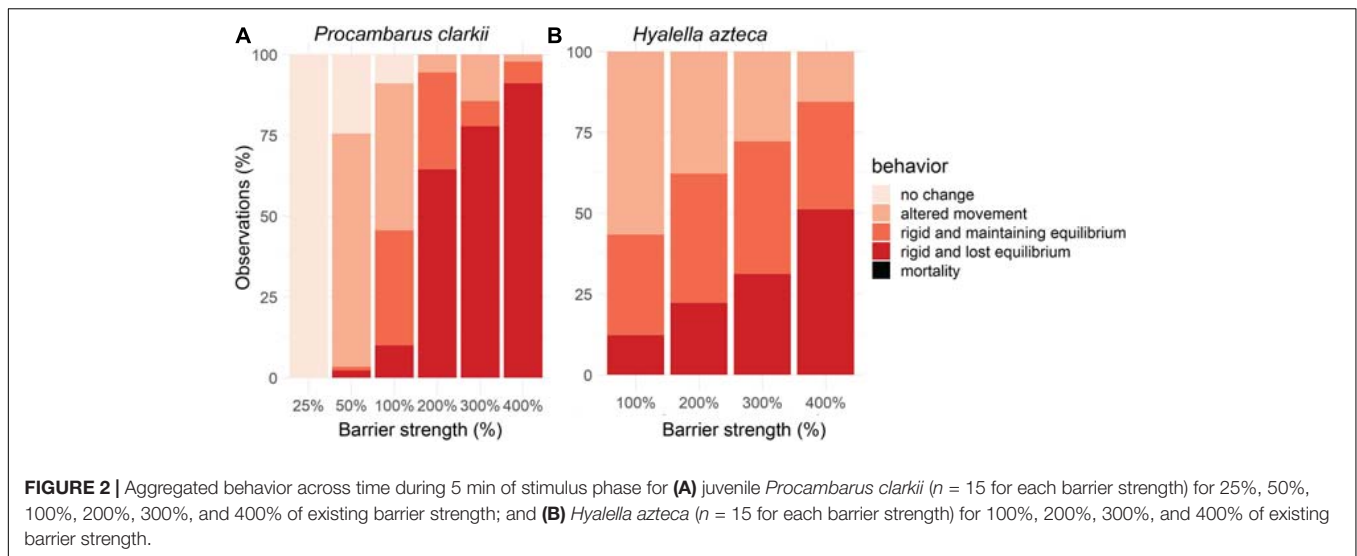 A Procambarus clarkii
B Hyalella azteca
Observations (%)
100
75
50
25
0
25% 50% 100% 200% 300% 400%
Barrier strength (%)
100
75
50
25
0
100% 200% 300% 400%
Barrier strength (%)
behavior
no change
altered movement
rigid and maintaining equilibrium
rigid and lost equilibrium
mortality
FIGURE 2 | Aggregated behavior across time during 5 min of stimulus phase for (A) juvenile Procambarus clarkii (n = 15 for each barrier strength) for 25%, 50%,
100%, 200%, 300%, and 400% of existing barrier strength; and (B) Hyalella azteca (n = 15 for each barrier strength) for 100%, 200%, 300%, and 400% of existing
barrier strength.